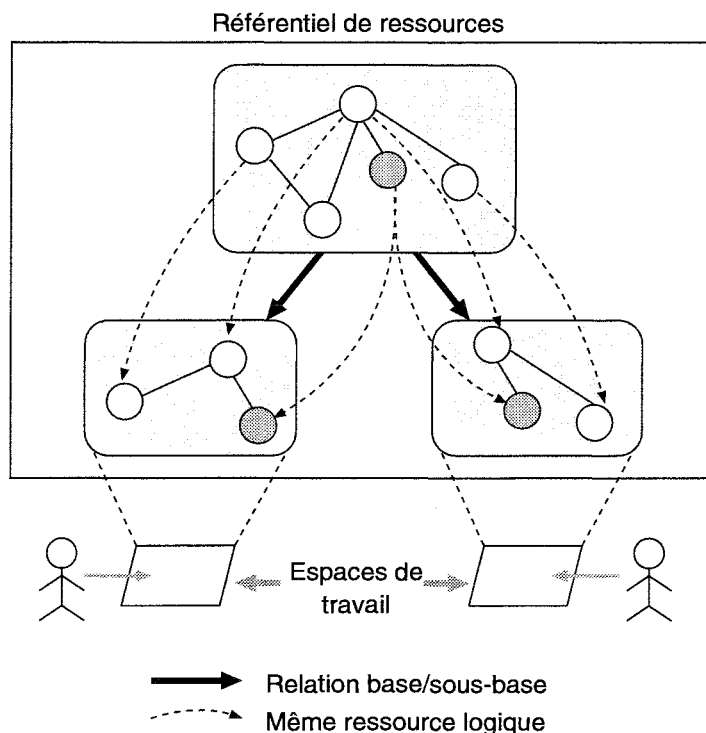 Référentiel de ressources
Espaces de
travail
Relation base/sous-base
Même ressource logique